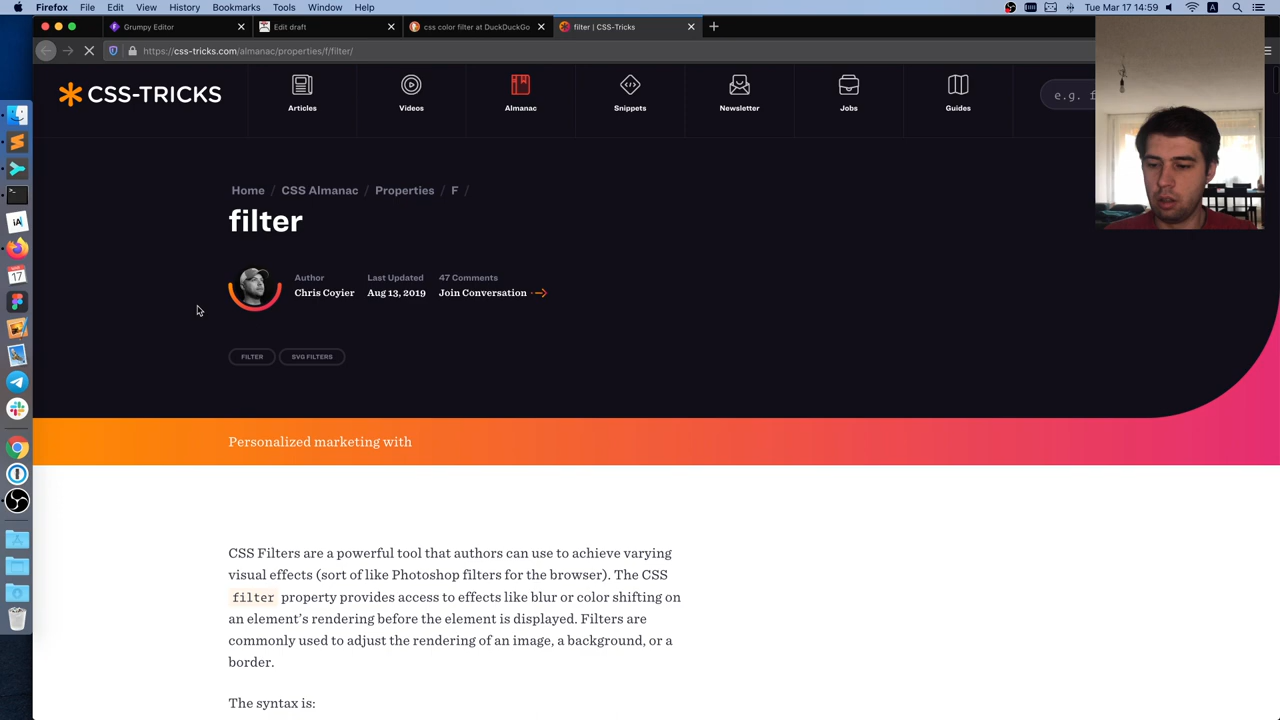 Firefox File Edit View History Bookmarks Tools Window Help
Tue Mar 17 14:59
Grumpy Editor
Edit draft
css color filter at DuckDuckGo
filter | CSS-Tricks
https://css-tricks.com/almanac/properties/f/filter/
CSS-TRICKS
Articles
Videos
Almanac
Snippets
Newsletter
Jobs
Guides
e.g. f
Home / CSS Almanac / Properties / F /
filter
Author
Chris Coyier
Last Updated
Aug 13, 2019
47 Comments
Join Conversation
FILTER
SVG FILTERS
Personalized marketing with
CSS Filters are a powerful tool that authors can use to achieve varying
visual effects (sort of like Photoshop filters for the browser). The CSS
filter property provides access to effects like blur or color shifting on
an element’s rendering before the element is displayed. Filters are
commonly used to adjust the rendering of an image, a background, or a
border.
The syntax is:
iA
17